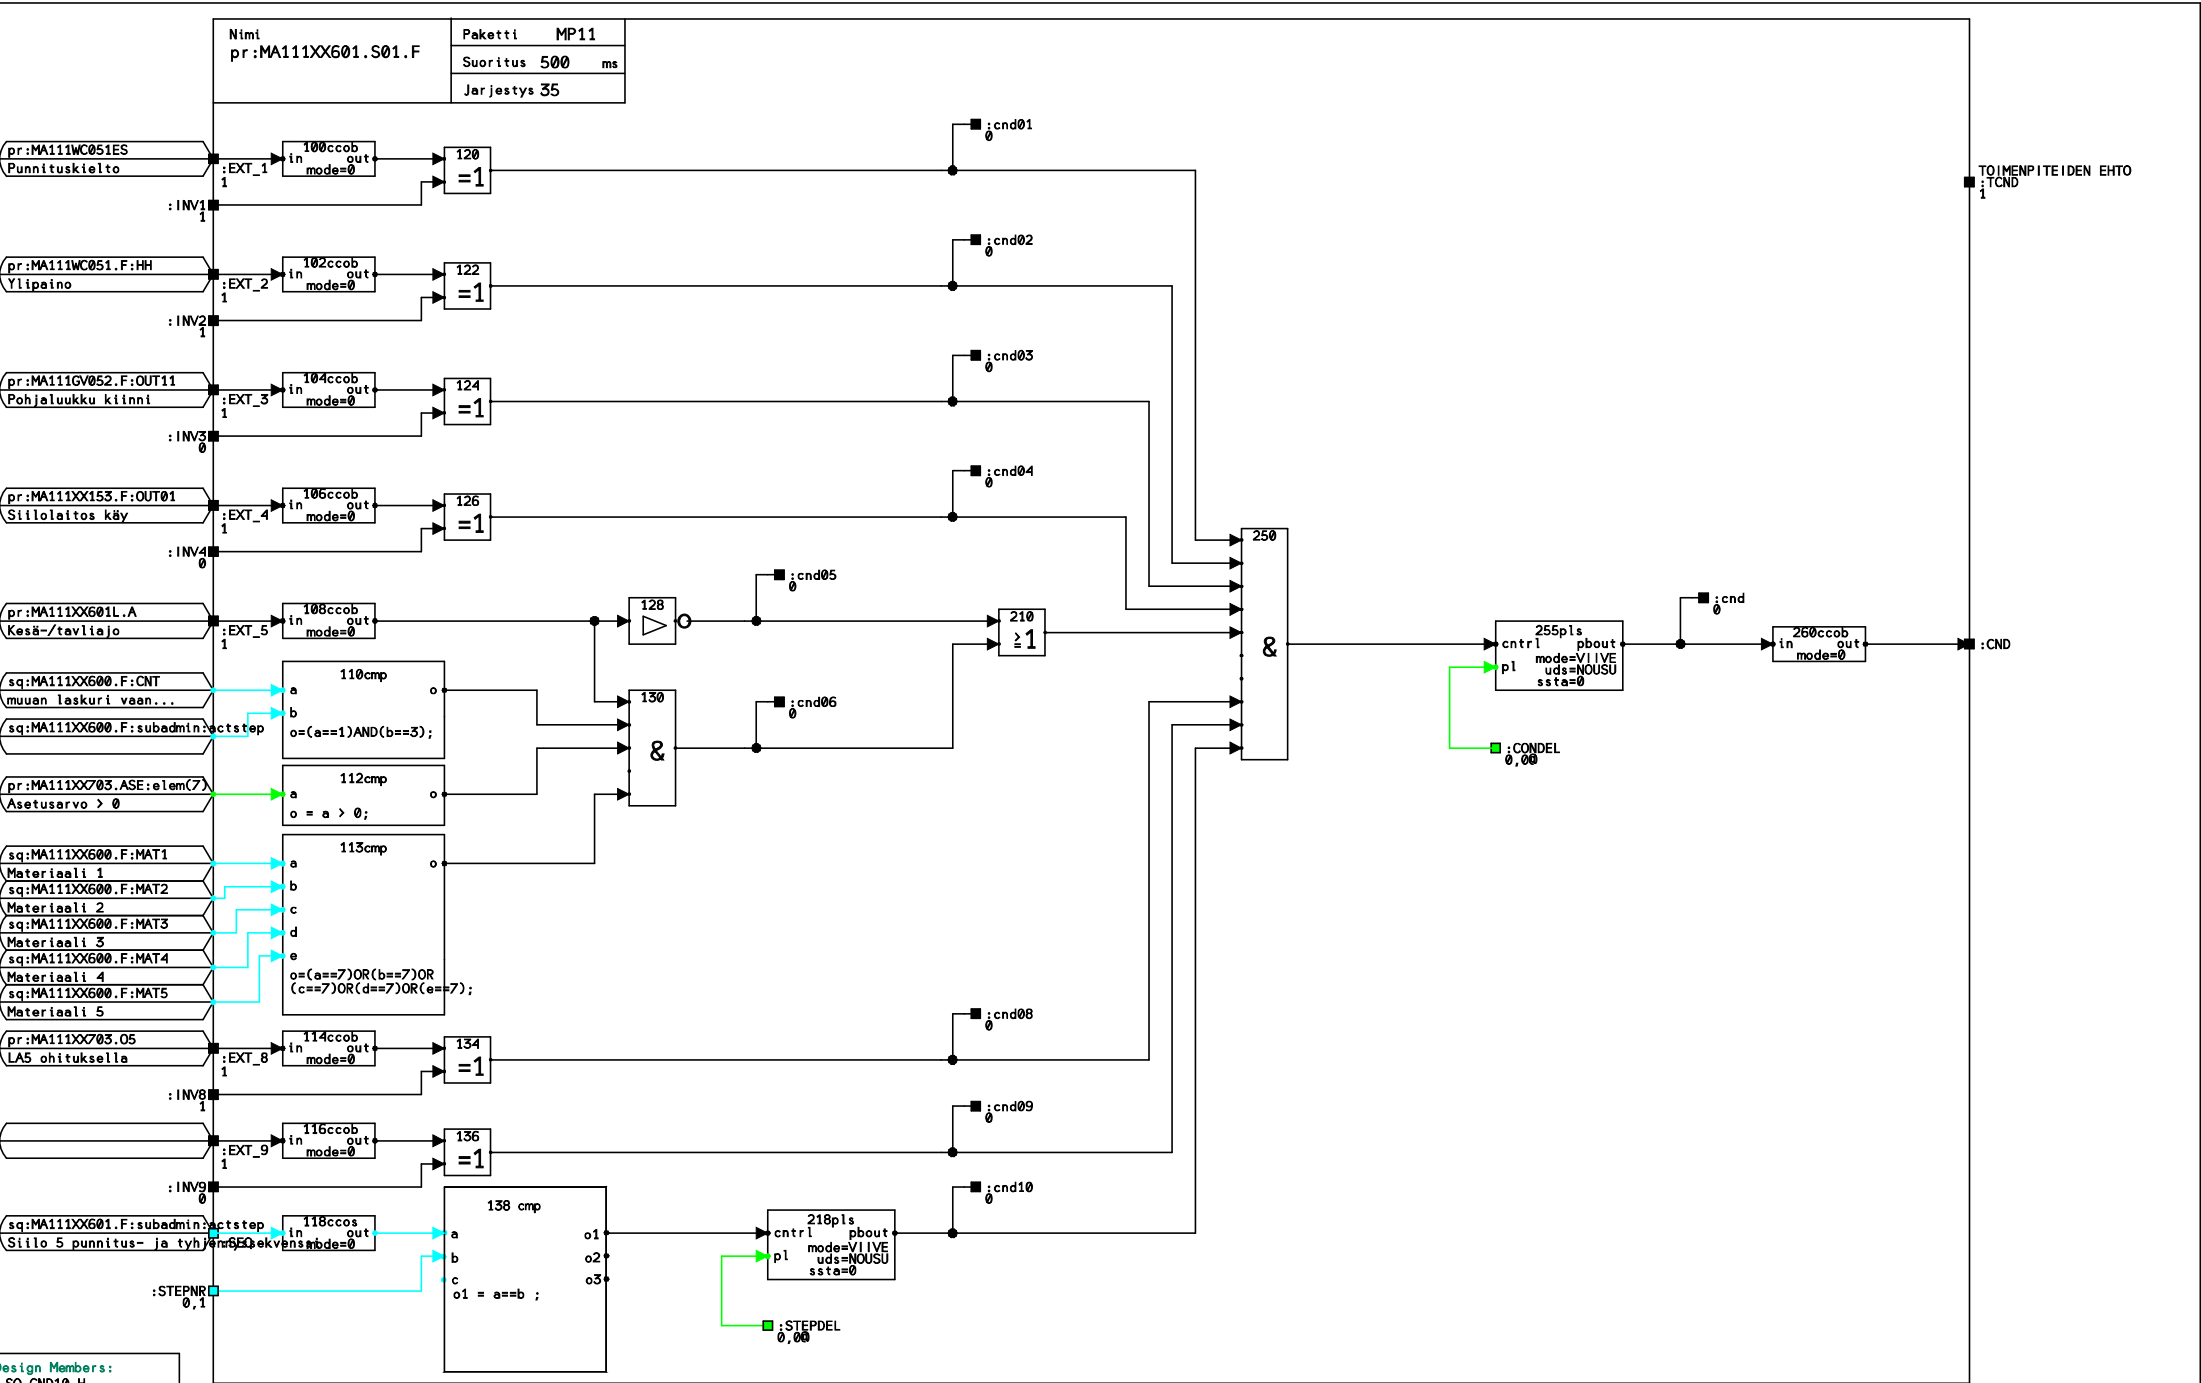 Nimi
pr:MA111XX601.S01.F
Paketti MP11
Suoritus 500 ms
Jarjestys 35
:cnd01
0
pr:MA111WC051ES
Punnituskielto
:EXT_1
1
100ccob
in out
mode=0
120
=1
:INV1
1
TOIMENPITEIDEN EHTO
:TCND
1
:cnd02
0
pr:MA111WC051.F:HH
Ylipaino
:EXT_2
1
102ccob
in out
mode=0
122
=1
:INV2
1
:cnd03
0
pr:MA111GV052.F:OUT11
Pohjaluukku kiinni
:EXT_3
1
104ccob
in out
mode=0
124
=1
:INV3
0
:cnd04
0
pr:MA111XX153.F:OUT01
Siilolaitos käy
:EXT_4
1
106ccob
in out
mode=0
126
=1
:INV4
0
250
&
:cnd05
0
pr:MA111XX601L.A
Kesä-/tavliajo
:EXT_5
1
108ccob
in out
mode=0
128
210
≥1
:cnd
0
255pls
cntrl pbout
pl
mode=VIIVE
uds=NOUSU
ssta=0
260ccob
in out
mode=0
:CND
sq:MA111XX600.F:CNT
muuan laskuri vaan...
sq:MA111XX600.F:subadmin:actstep
110cmp
a o
b
o=(a==1)AND(b==3);
130
&
:cnd06
0
:CONDEL
pr:MA111XX703.ASE:elem(7)
Asetusarvo > 0
112cmp
a o
o = a > 0;
sq:MA111XX600.F:MAT1
Materiaali 1
sq:MA111XX600.F:MAT2
Materiaali 2
sq:MA111XX600.F:MAT3
Materiaali 3
sq:MA111XX600.F:MAT4
Materiaali 4
sq:MA111XX600.F:MAT5
Materiaali 5
113cmp
a o
b
c
d
e
o=(a==7)OR(b==7)OR
(c==7)OR(d==7)OR(e==7);
:cnd08
0
pr:MA111XX703.O5
LA5 ohituksella
:EXT_8
1
114ccob
in out
mode=0
134
=1
:INV8
1
:cnd09
0
:EXT_9
1
116ccob
in out
mode=0
136
=1
:INV9
0
:cnd10
0
sq:MA111XX601.F:subadmin:actstep
Siilo 5 punnitus- ja tyhjennyssekvenssi
:SEQ
118ccos
in out
mode=0
138 cmp
a o1
b o2
c o3
o1 = a==b ;
218pls
cntrl pbout
pl
mode=VIIVE
uds=NOUSU
ssta=0
:STEPNR
0,1
:STEPDEL
esign Members: